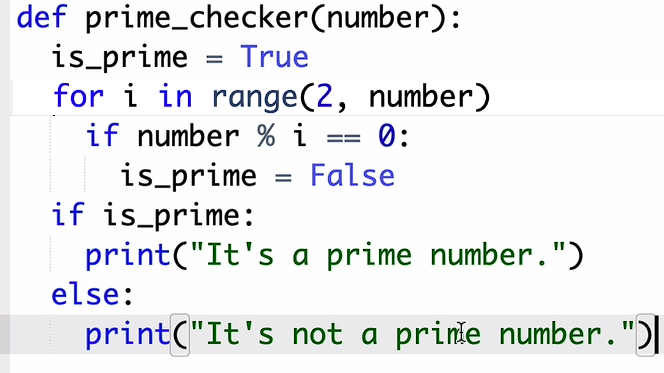 def prime_checker(number):
  is_prime = True
  for i in range(2, number)
    if number % i == 0:
      is_prime = False
  if is_prime:
    print("It's a prime number.")
  else:
    print("It's not a prime number.")